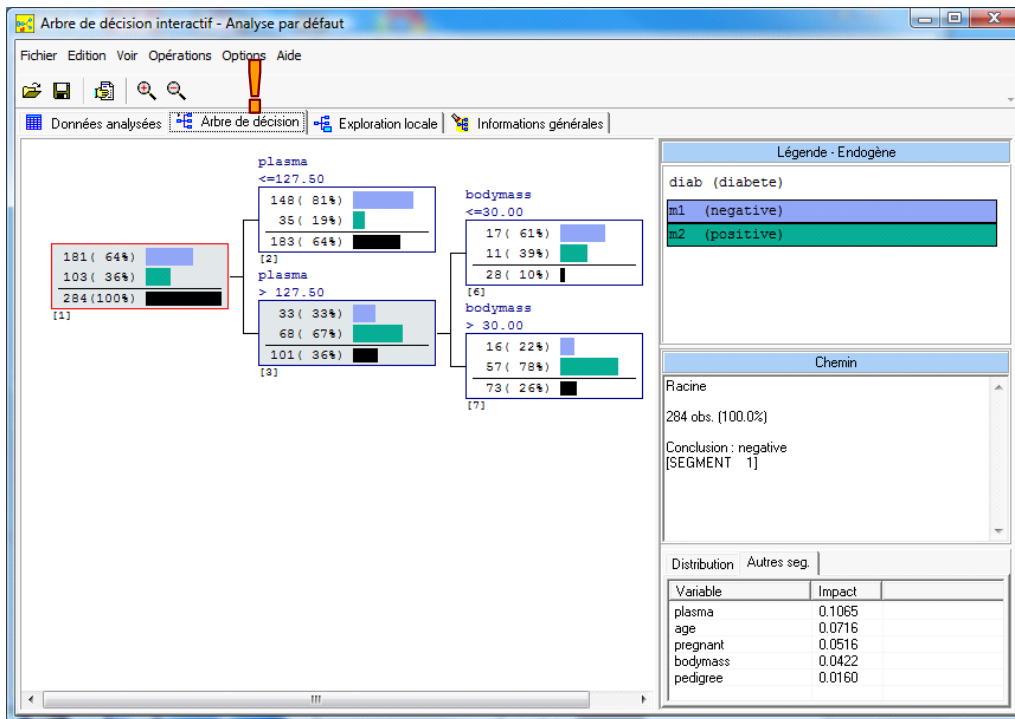 Arbre de décision interactif - Analyse par défaut
Fichier Edition Voir Opérations Options Aide
Données analysées Arbre de décision Exploration locale Informations générales
181( 64%)
103( 36%)
284(100%)
[1]
plasma
<=127.50
148( 81%)
35( 19%)
183( 64%)
[2]
plasma
> 127.50
33( 33%)
68( 67%)
101( 36%)
[3]
bodymass
<=30.00
17( 61%)
11( 39%)
28( 10%)
[6]
bodymass
> 30.00
16( 22%)
57( 78%)
73( 26%)
[7]
Légende - Endogène
diab (diabete)
m1 (negative)
m2 (positive)
Chemin
Racine
284 obs. (100.0%)
Conclusion : negative
[SEGMENT 1]
Distribution Autres seg.
Variable Impact
plasma 0.1065
age 0.0716
pregnant 0.0516
bodymass 0.0422
pedigree 0.0160